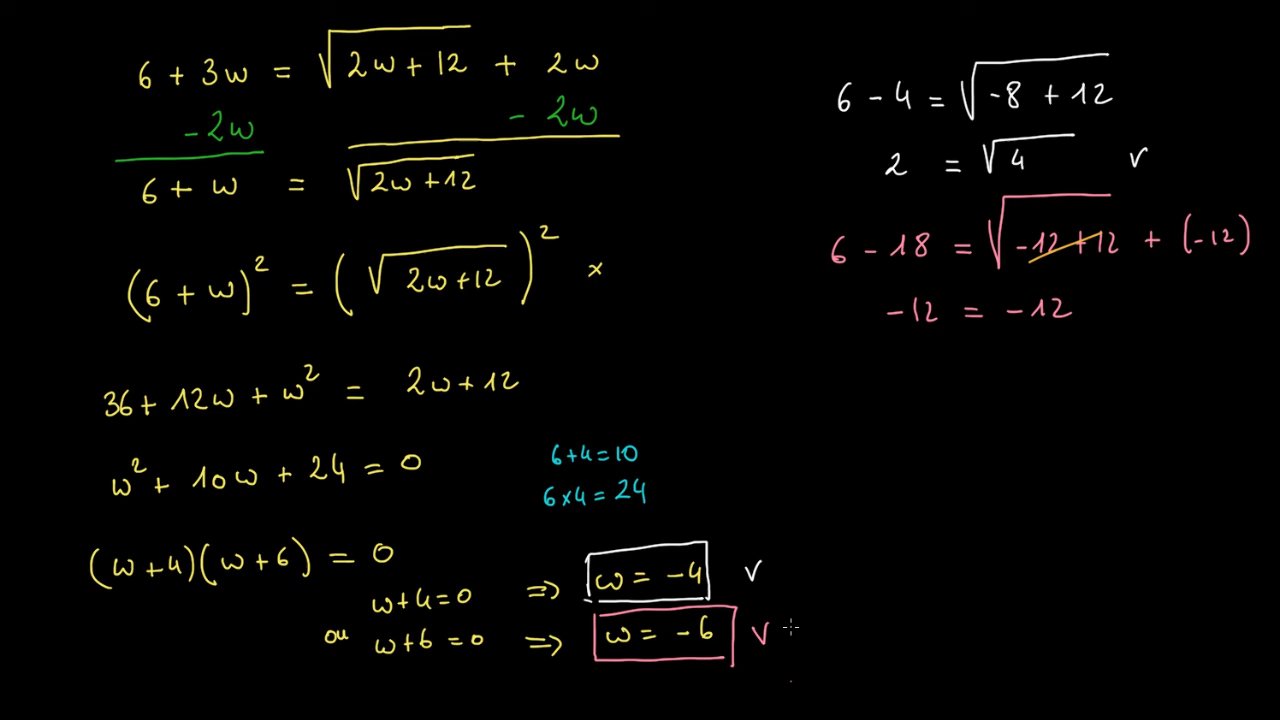 6 + 3w = √(2w + 12) + 2w
- 2w - 2w
6 + w = √(2w + 12)
(6 + w)² = (√(2w + 12))² ×
36 + 12w + w² = 2w + 12
w² + 10w + 24 = 0
6 + 4 = 10
6 × 4 = 24
(w + 4)(w + 6) = 0
w + 4 = 0 => w = -4 v
ou w + 6 = 0 => w = -6 v
6 - 4 = √(-8 + 12)
2 = √4 v
6 - 18 = √(-12 + 12) + (-12)
-12 = -12